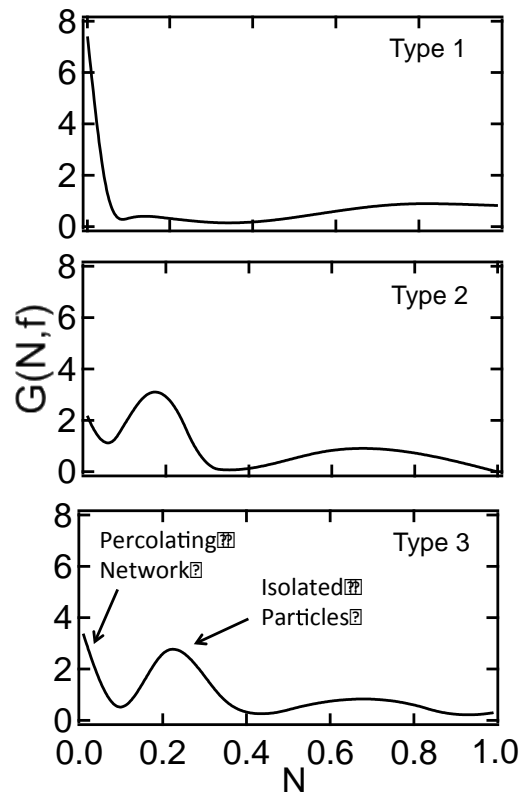 8
6
4
2
0
Type 1
8
6
4
2
0
Type 2
G(N,f)
8
6
4
2
0
Type 3
Percolating⍰⍰
Network⍰
Isolated⍰⍰
Particles⍰
0.0 0.2 0.4 0.6 0.8 1.0
N